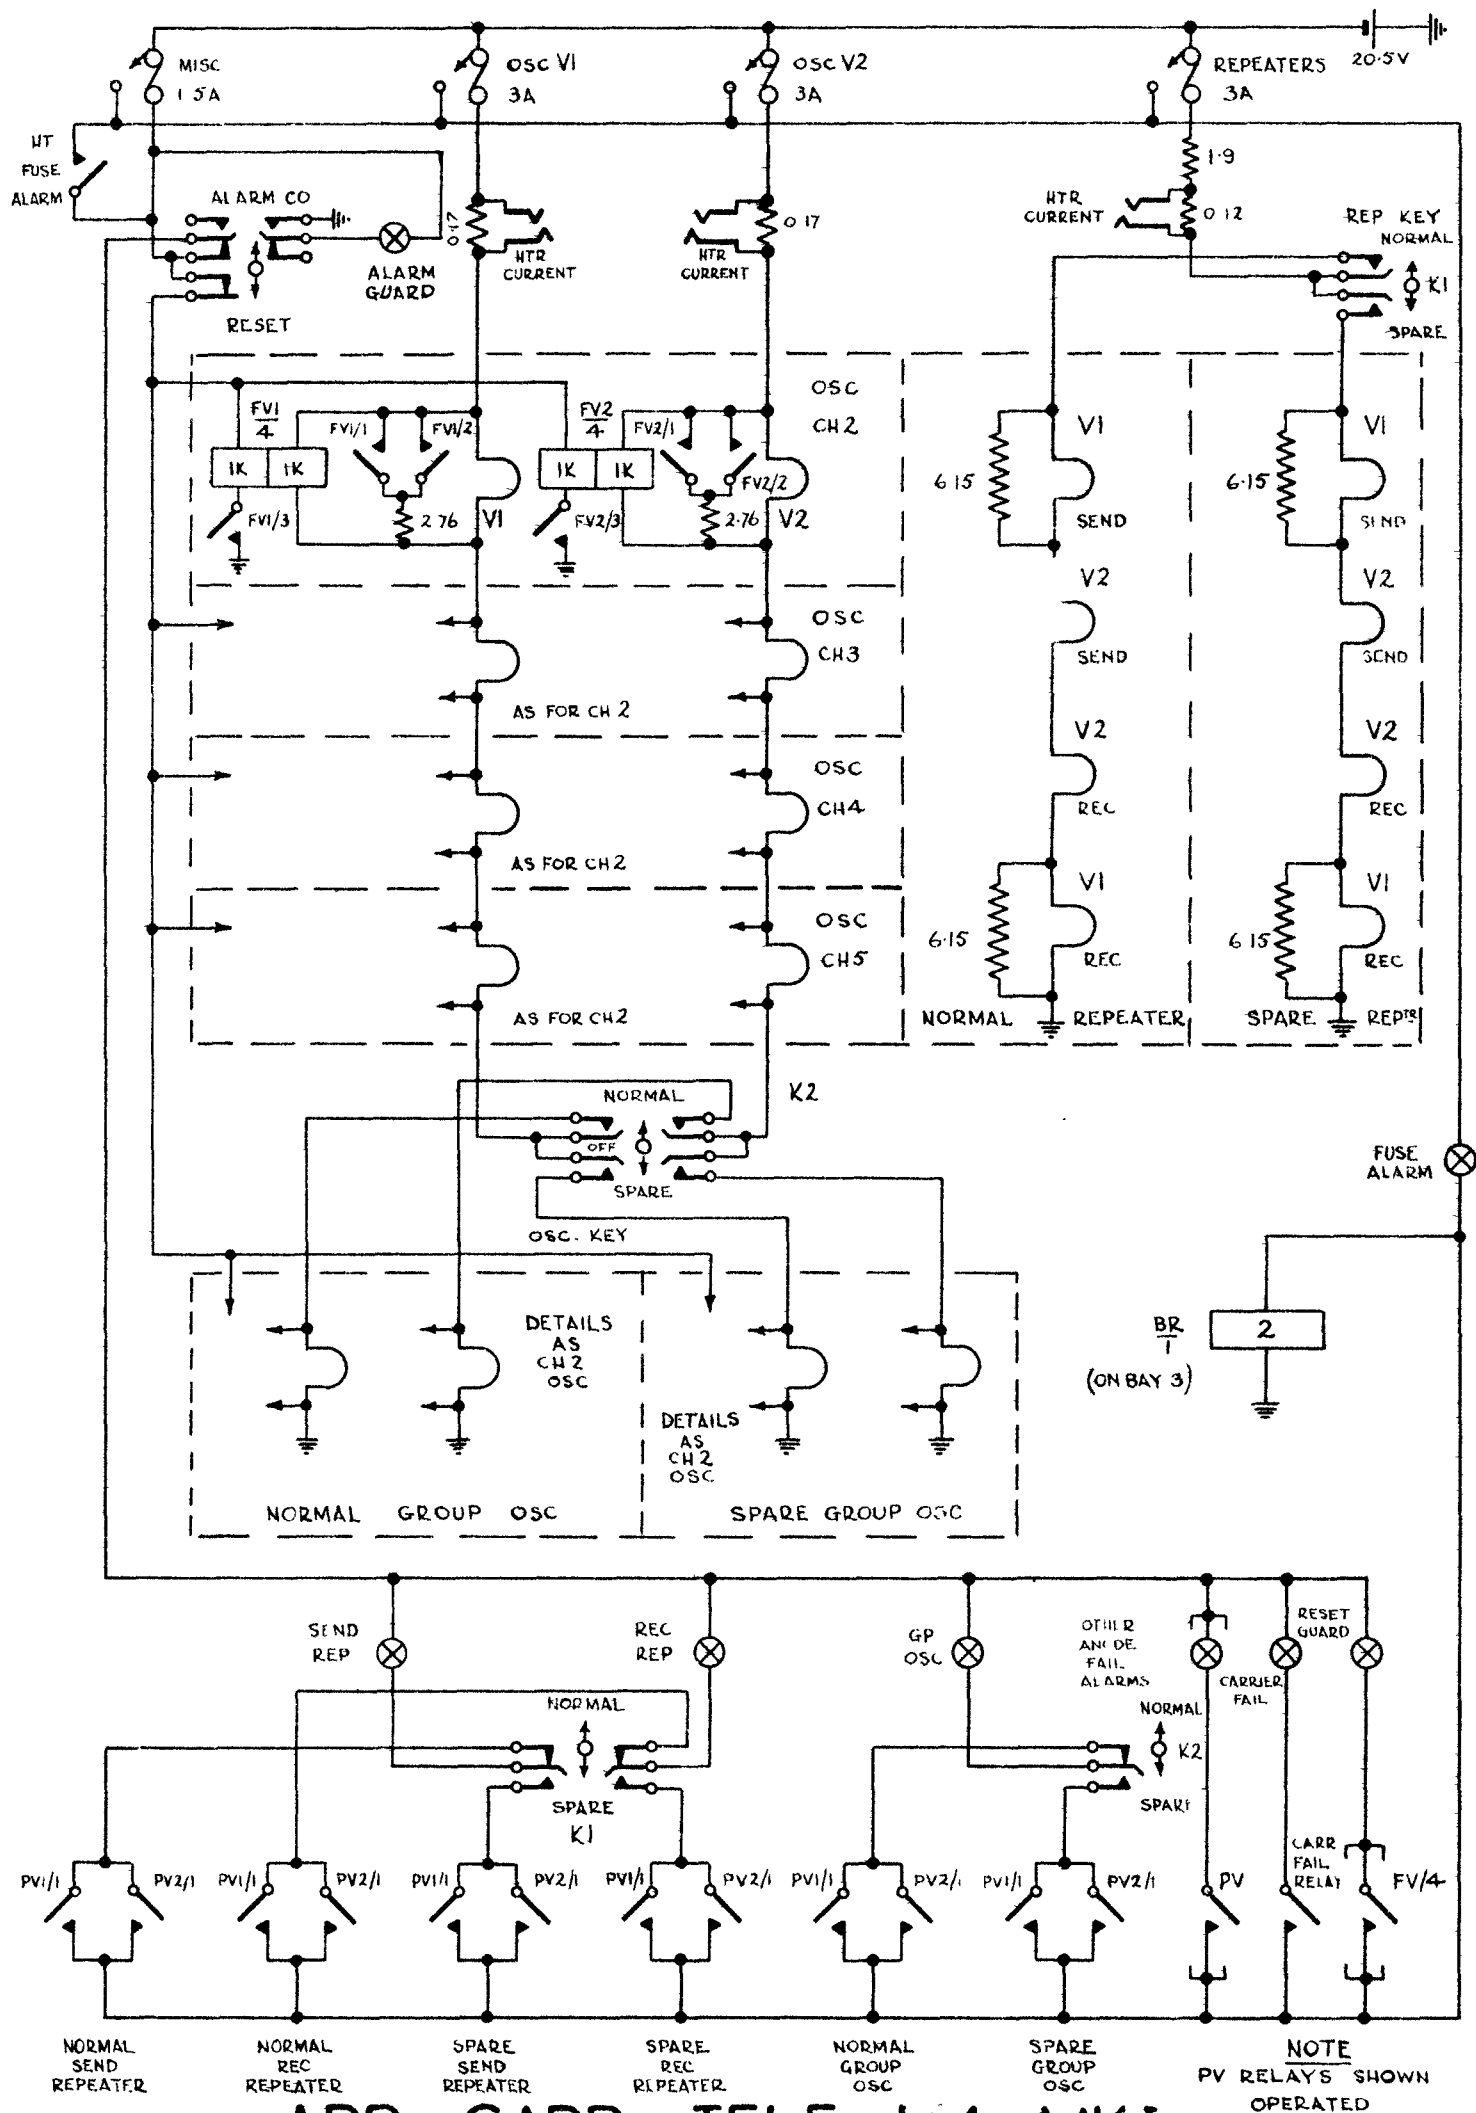 MISC
1.5A
OSC V1
3A
OSC V2
3A
REPEATERS
3A
20.5V
HT
FUSE
ALARM
ALARM CO
ALARM
GUARD
RESET
0.17
HTR
CURRENT
0.17
HTR
CURRENT
1.9
0.12
HTR
CURRENT
REP KEY
NORMAL
K1
SPARE
FV1
4
1K 1K
FV1/1
FV1/2
FV1/3
2.76
V1
FV2
4
1K 1K
FV2/1
FV2/2
FV2/3
2.76
V2
OSC
CH2
V1
6.15
SEND
V1
6.15
SEND
V2
SEND
V2
SEND
OSC
CH3
AS FOR CH 2
V2
REC
V2
REC
OSC
CH4
AS FOR CH 2
V1
6.15
REC
V1
6.15
REC
OSC
CH5
AS FOR CH2
NORMAL REPEATER
SPARE REPTR
NORMAL
K2
OFF
SPARE
OSC. KEY
FUSE
ALARM
DETAILS
AS
CH 2
OSC
DETAILS
AS
CH 2
OSC
BR
1
2
(ON BAY 3)
NORMAL GROUP OSC
SPARE GROUP OSC
SEND
REP
REC
REP
GP
OSC
OTHER
ANODE
FAIL
ALARMS
CARRIER
FAIL
RESET
GUARD
NORMAL
SPARE
K1
NORMAL
K2
SPARE
CARR
FAIL
RELAY
PV1/1
PV2/1
PV1/1
PV2/1
PV1/1
PV2/1
PV1/1
PV2/1
PV1/1
PV2/1
PV1/1
PV2/1
PV
FV/4
NORMAL
SEND
REPEATER
NORMAL
REC
REPEATER
SPARE
SEND
REPEATER
SPARE
REC
REPEATER
NORMAL
GROUP
OSC
SPARE
GROUP
OSC
NOTE
PV RELAYS SHOWN
OPERATED